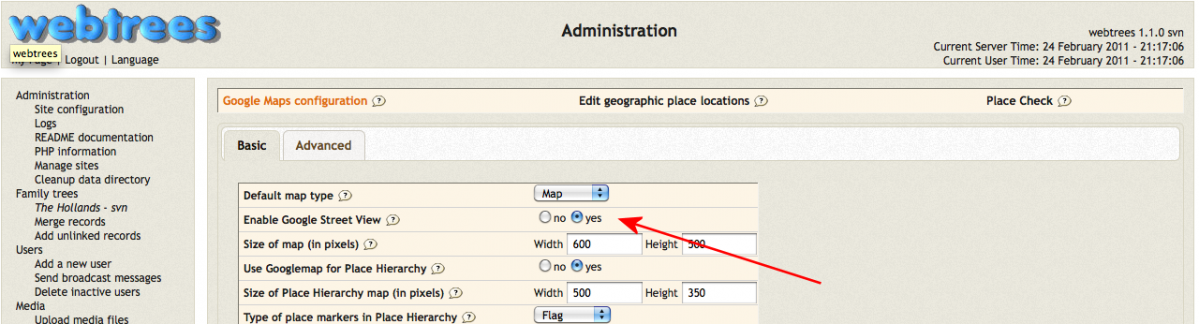 webtrees
webtrees
My Page | Logout | Language
Administration
webtrees 1.1.0 svn
Current Server Time: 24 February 2011 - 21:17:06
Current User Time: 24 February 2011 - 21:17:06
Administration
Site configuration
Logs
README documentation
PHP information
Manage sites
Cleanup data directory
Family trees
The Hollands - svn
Merge records
Add unlinked records
Users
Add a new user
Send broadcast messages
Delete inactive users
Media
Upload media files
Google Maps configuration ?
Edit geographic place locations ?
Place Check ?
Basic
Advanced
Default map type ? Map
Enable Google Street View ? no yes
Size of map (in pixels) ? Width 600 Height 500
Use Googlemap for Place Hierarchy ? no yes
Size of Place Hierarchy map (in pixels) ? Width 500 Height 350
Type of place markers in Place Hierarchy ? Flag